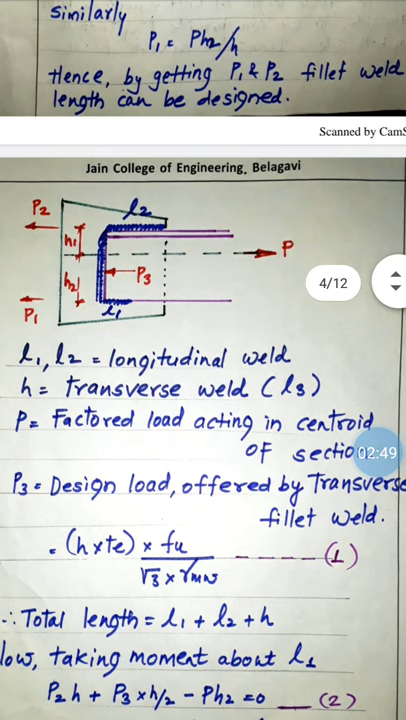 similarly
P₁ = Ph₂/h
Hence, by getting P₁ & P₂ fillet weld
length can be designed.
Scanned by CamS
Jain College of Engineering, Belagavi
P₂
l₂
h₁
P
P₃
4/12
h₂
l₁
P₁
l₁, l₂ = longitudinal weld
h = Transverse weld (l₃)
P = Factored load acting in centroid
of sectio
02:49
P₃ = Design load, offered by Transverse
fillet weld.
= (h x te) x fu / √3 x γmw ------ (1)
∴ Total length = l₁ + l₂ + h
low, taking moment about l₁
P₂h + P₃ x h/2 - Ph₂ = 0 — (2)